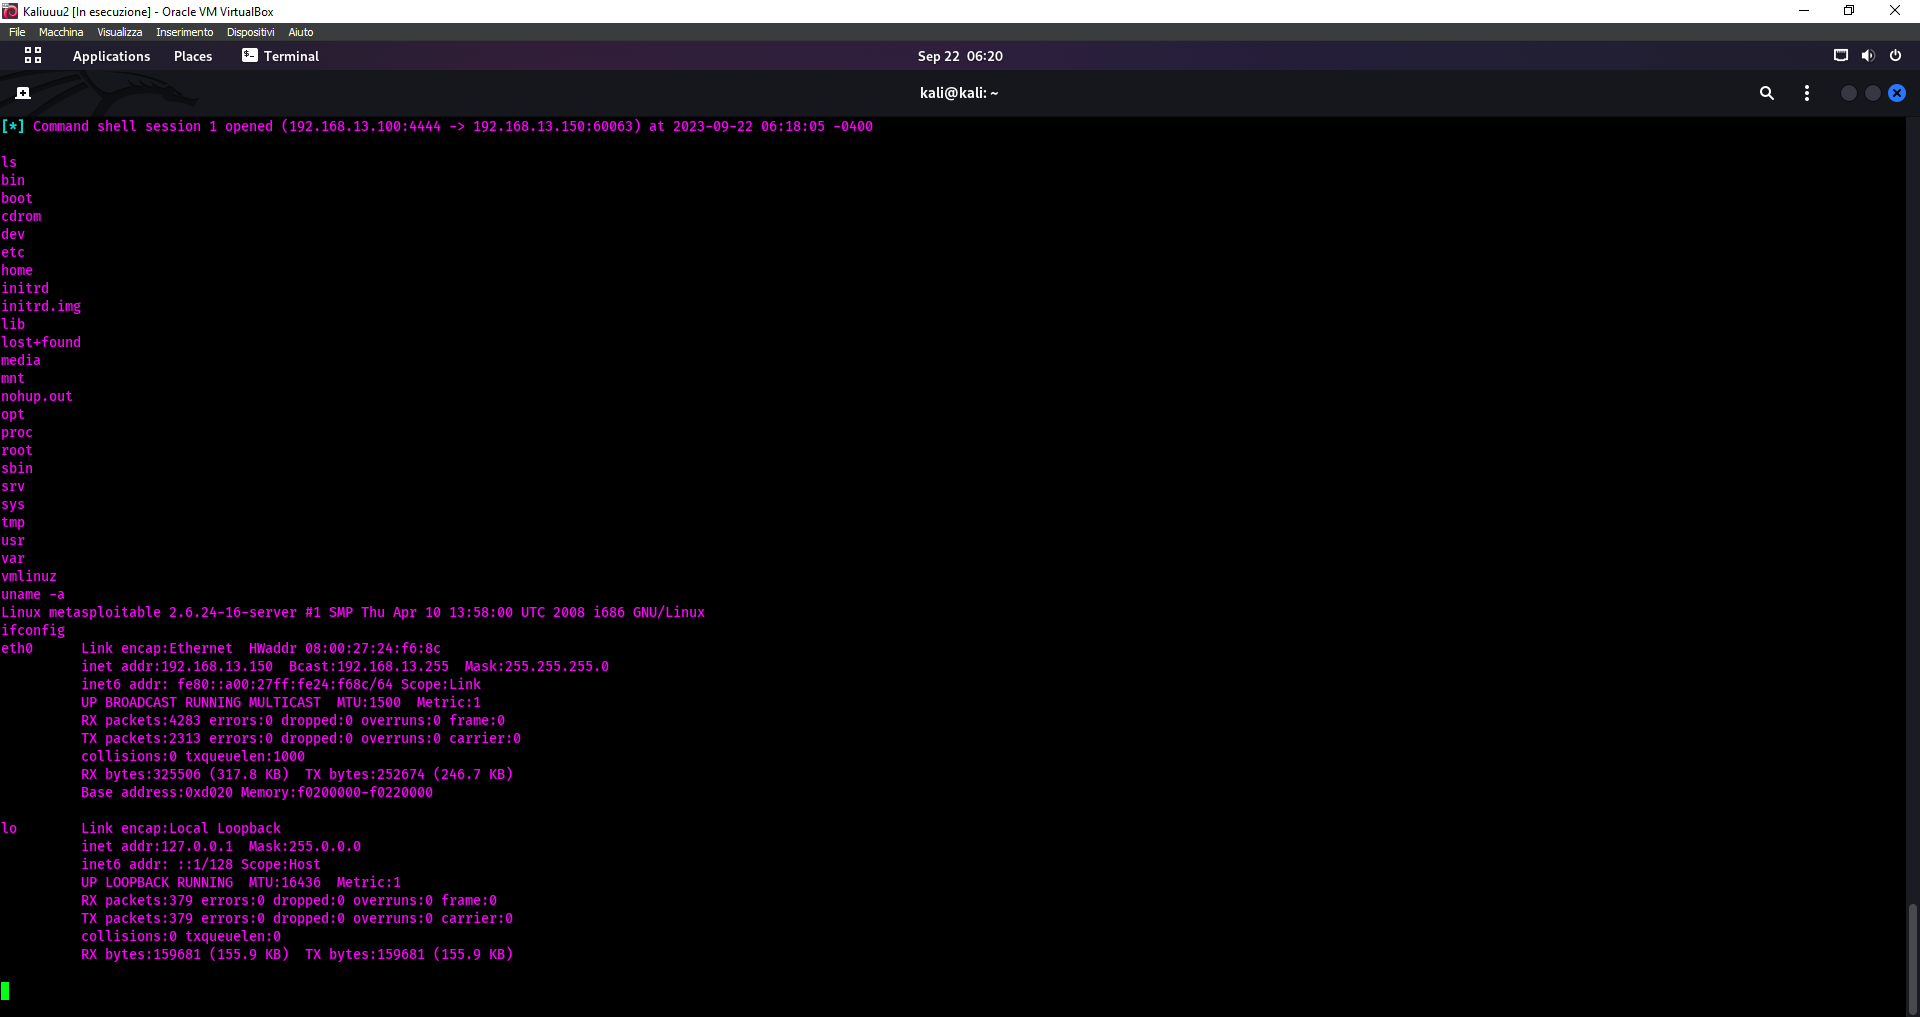 Kaliuuu2 [In esecuzione] - Oracle VM VirtualBox
File Macchina Visualizza Inserimento Dispositivi Aiuto
Applications Places Terminal Sep 22 06:20
kali@kali: ~
[*] Command shell session 1 opened (192.168.13.100:4444 -> 192.168.13.150:60063) at 2023-09-22 06:18:05 -0400
ls
bin
boot
cdrom
dev
etc
home
initrd
initrd.img
lib
lost+found
media
mnt
nohup.out
opt
proc
root
sbin
srv
sys
tmp
usr
var
vmlinuz
uname -a
Linux metasploitable 2.6.24-16-server #1 SMP Thu Apr 10 13:58:00 UTC 2008 i686 GNU/Linux
ifconfig
eth0 Link encap:Ethernet HWaddr 08:00:27:24:f6:8c
inet addr:192.168.13.150 Bcast:192.168.13.255 Mask:255.255.255.0
inet6 addr: fe80::a00:27ff:fe24:f68c/64 Scope:Link
UP BROADCAST RUNNING MULTICAST MTU:1500 Metric:1
RX packets:4283 errors:0 dropped:0 overruns:0 frame:0
TX packets:2313 errors:0 dropped:0 overruns:0 carrier:0
collisions:0 txqueuelen:1000
RX bytes:325506 (317.8 KB) TX bytes:252674 (246.7 KB)
Base address:0xd020 Memory:f0200000-f0220000
lo Link encap:Local Loopback
inet addr:127.0.0.1 Mask:255.0.0.0
inet6 addr: ::1/128 Scope:Host
UP LOOPBACK RUNNING MTU:16436 Metric:1
RX packets:379 errors:0 dropped:0 overruns:0 frame:0
TX packets:379 errors:0 dropped:0 overruns:0 carrier:0
collisions:0 txqueuelen:0
RX bytes:159681 (155.9 KB) TX bytes:159681 (155.9 KB)